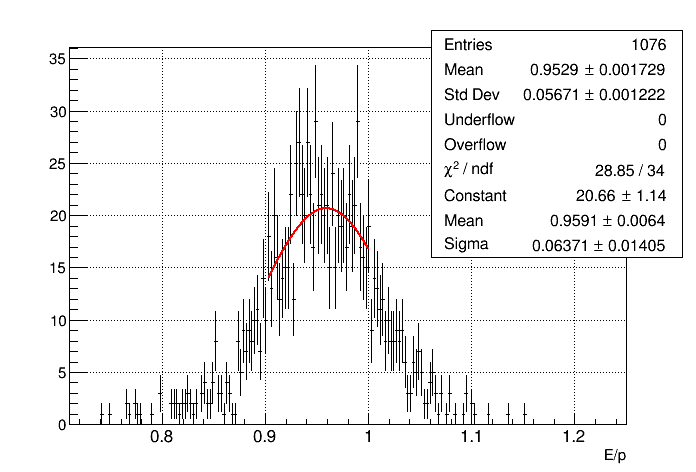 Entries 1076
Mean 0.9529 ± 0.001729
Std Dev 0.05671 ± 0.001222
Underflow 0
Overflow 0
χ² / ndf 28.85 / 34
Constant 20.66 ± 1.14
Mean 0.9591 ± 0.0064
Sigma 0.06371 ± 0.01405
35
30
25
20
15
10
5
0
0.8 0.9 1 1.1 1.2
E/p